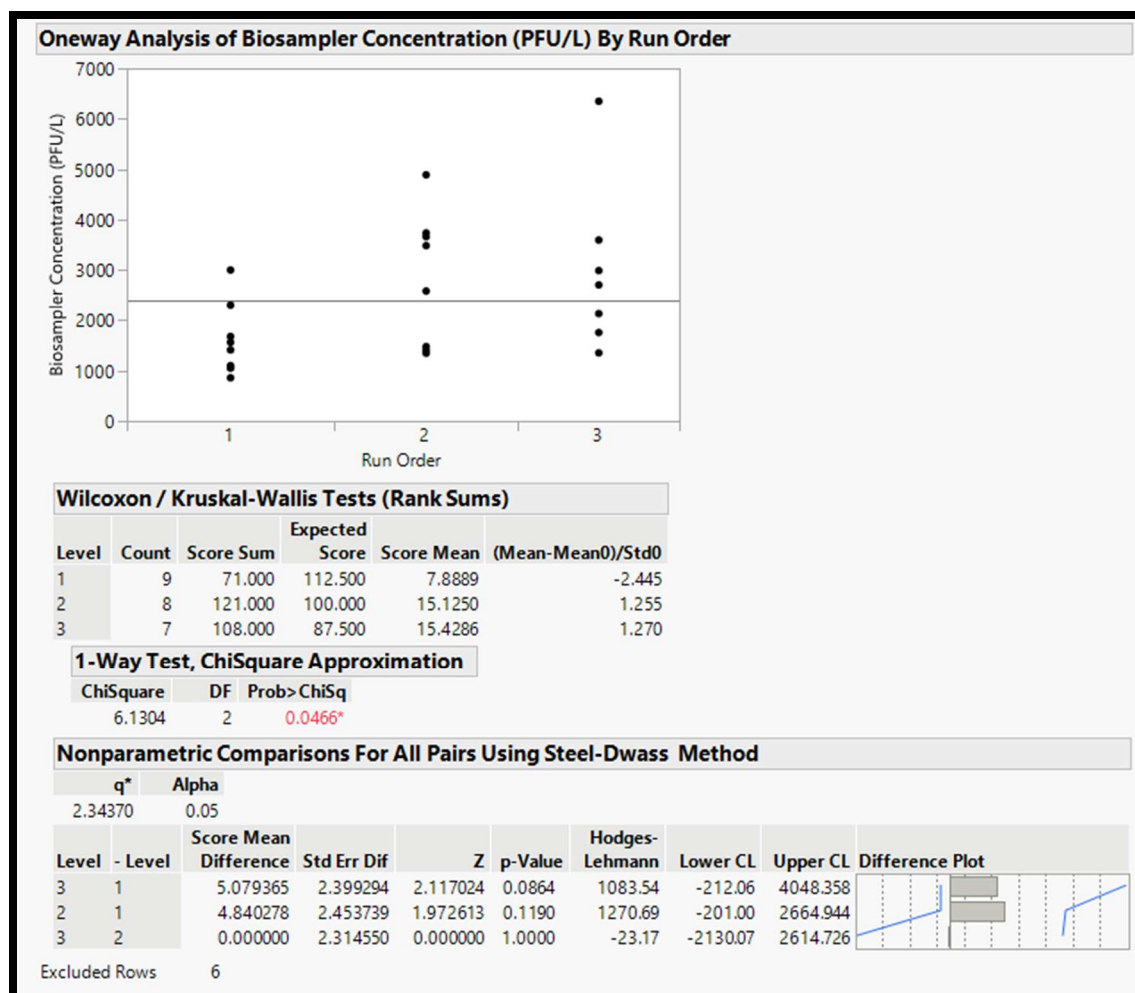 Oneway Analysis of Biosampler Concentration (PFU/L) By Run Order
7000
6000
5000
4000
3000
2000
1000
0
Biosampler Concentration (PFU/L)
1 2 3
Run Order
Wilcoxon / Kruskal-Wallis Tests (Rank Sums)
Expected
Level Count Score Sum Score Score Mean (Mean-Mean0)/Std0
1 9 71.000 112.500 7.8889 -2.445
2 8 121.000 100.000 15.1250 1.255
3 7 108.000 87.500 15.4286 1.270
1-Way Test, ChiSquare Approximation
ChiSquare DF Prob>ChiSq
6.1304 2 0.0466*
Nonparametric Comparisons For All Pairs Using Steel-Dwass Method
q* Alpha
2.34370 0.05
Score Mean Hodges-
Level - Level Difference Std Err Dif Z p-Value Lehmann Lower CL Upper CL Difference Plot
3 1 5.079365 2.399294 2.117024 0.0864 1083.54 -212.06 4048.358
2 1 4.840278 2.453739 1.972613 0.1190 1270.69 -201.00 2664.944
3 2 0.000000 2.314550 0.000000 1.0000 -23.17 -2130.07 2614.726
Excluded Rows 6